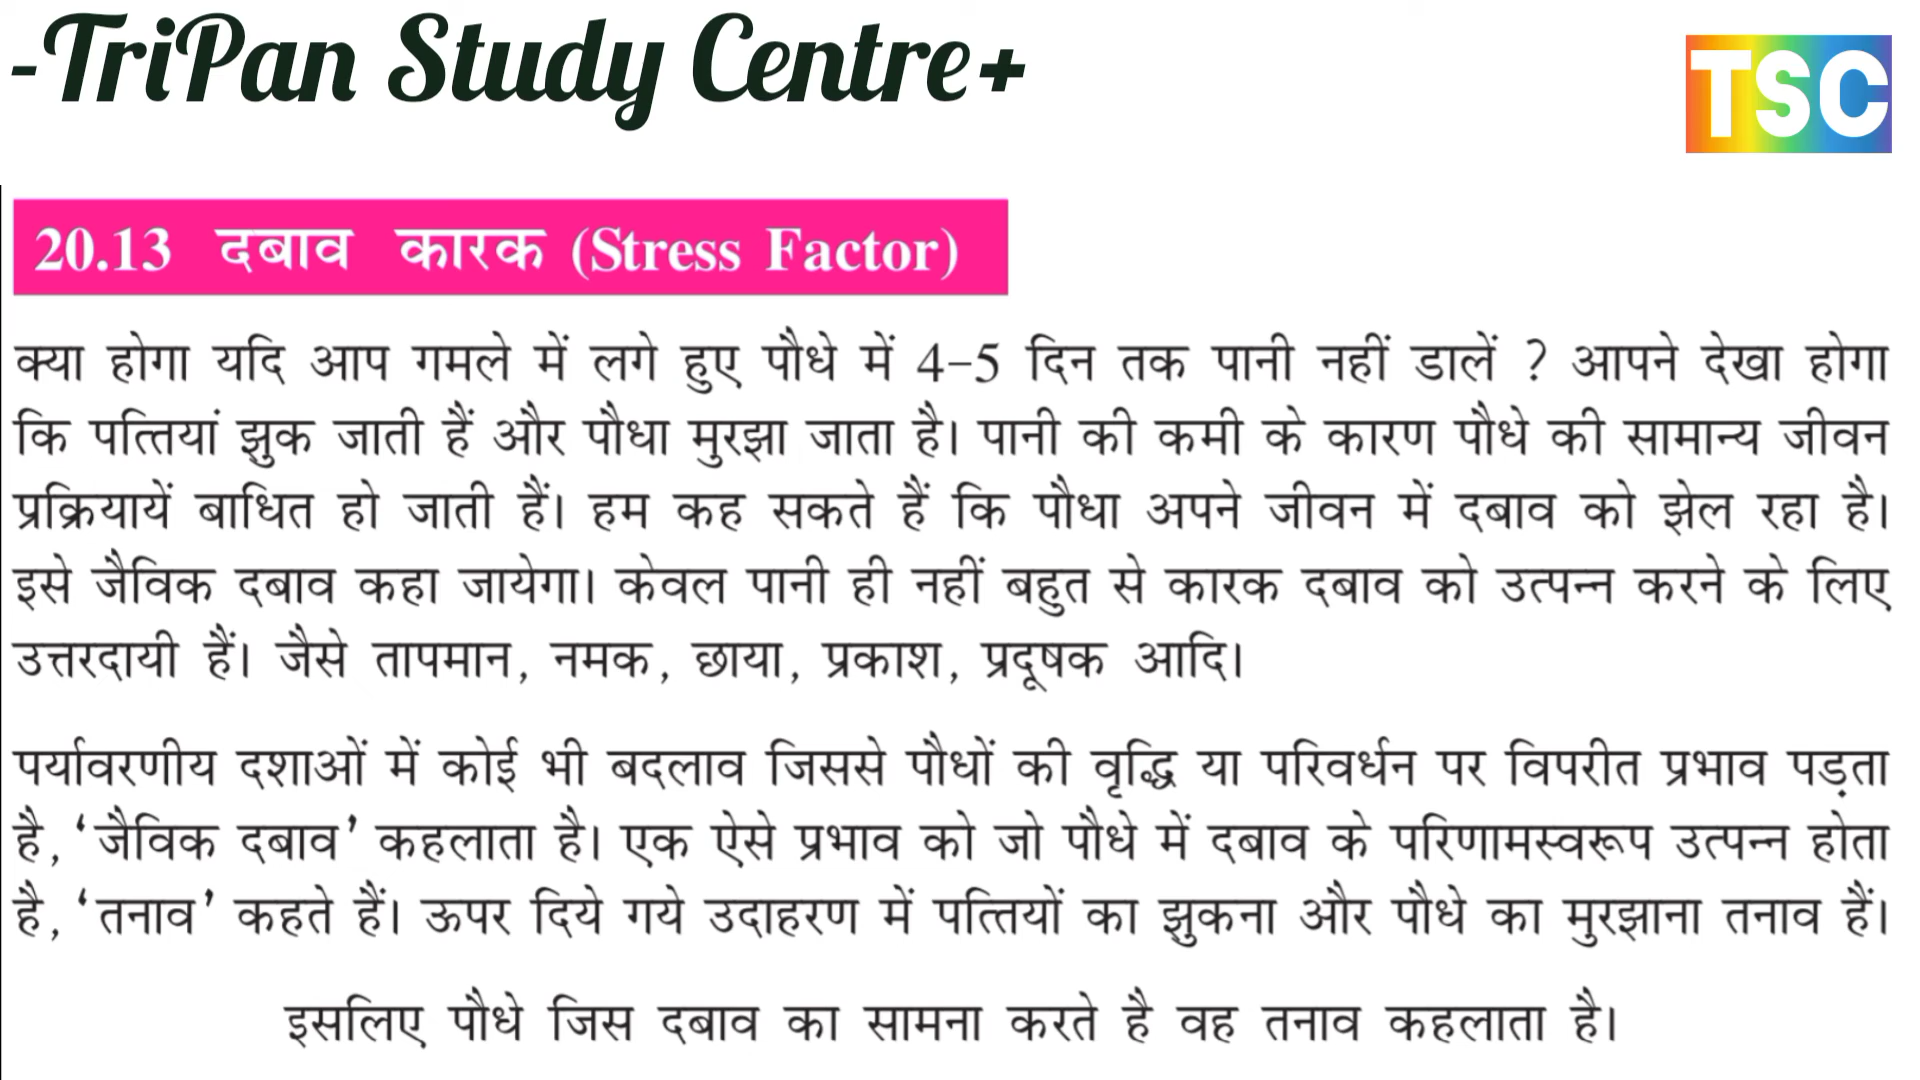 -TriPan Study Centre+
TSC
20.13 दबाव कारक (Stress Factor)
क्या होगा यदि आप गमले में लगे हुए पौधे में 4–5 दिन तक पानी नहीं डालें ? आपने देखा होगा
कि पत्तियां झुक जाती हैं और पौधा मुरझा जाता है। पानी की कमी के कारण पौधे की सामान्य जीवन
प्रक्रियायें बाधित हो जाती हैं। हम कह सकते हैं कि पौधा अपने जीवन में दबाव को झेल रहा है।
इसे जैविक दबाव कहा जायेगा। केवल पानी ही नहीं बहुत से कारक दबाव को उत्पन्न करने के लिए
उत्तरदायी हैं। जैसे तापमान, नमक, छाया, प्रकाश, प्रदूषक आदि।
पर्यावरणीय दशाओं में कोई भी बदलाव जिससे पौधों की वृद्धि या परिवर्धन पर विपरीत प्रभाव पड़ता
है, ‘जैविक दबाव’ कहलाता है। एक ऐसे प्रभाव को जो पौधे में दबाव के परिणामस्वरूप उत्पन्न होता
है, ‘तनाव’ कहते हैं। ऊपर दिये गये उदाहरण में पत्तियों का झुकना और पौधे का मुरझाना तनाव हैं।
इसलिए पौधे जिस दबाव का सामना करते है वह तनाव कहलाता है।